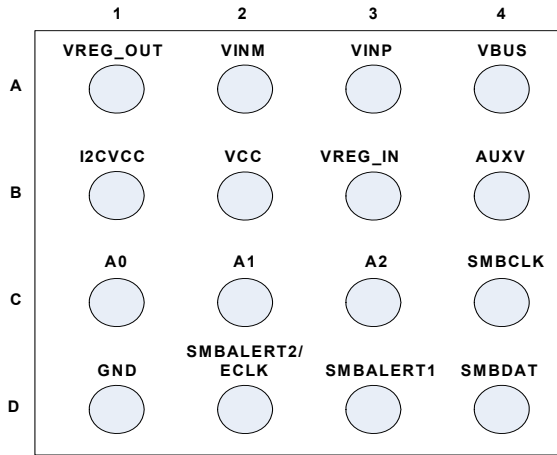 1 2 3 4
VREG_OUT VINM VINP VBUS
A
I2CVCC VCC VREG_IN AUXV
B
A0 A1 A2 SMBCLK
C
SMBALERT2/
GND ECLK SMBALERT1 SMBDAT
D